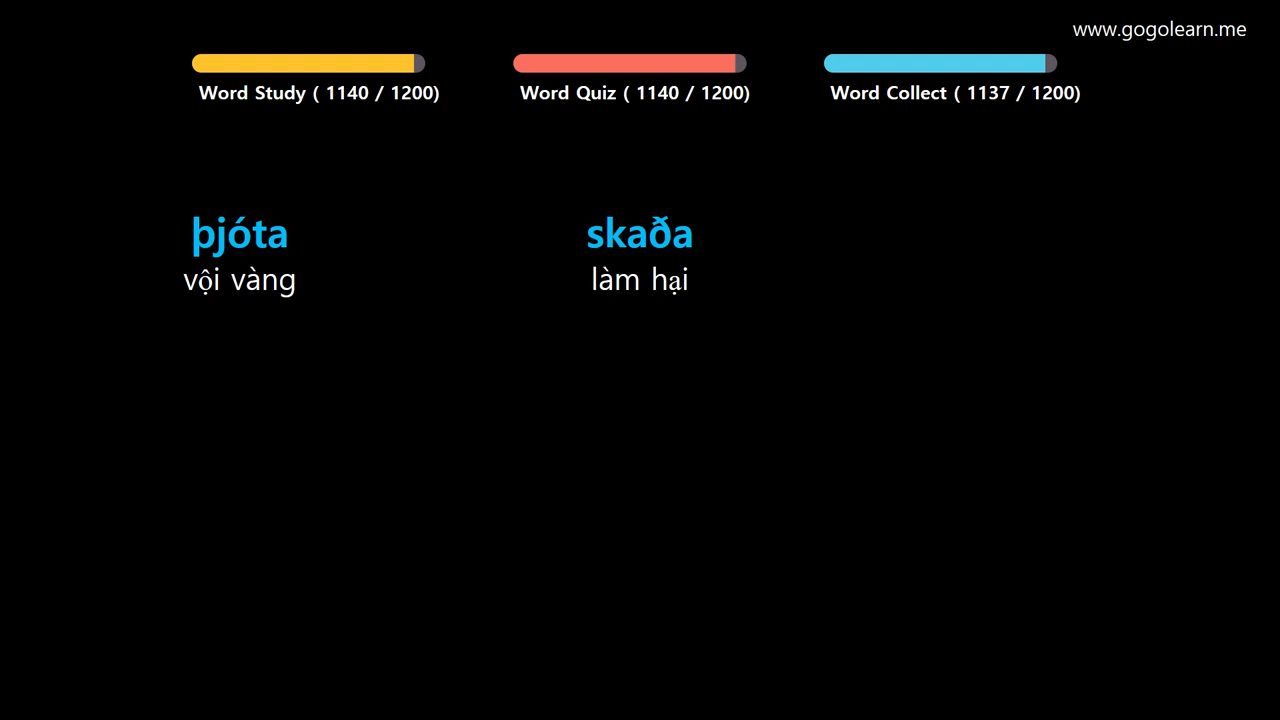 www.gogolearn.me
Word Study ( 1140 / 1200)
Word Quiz ( 1140 / 1200)
Word Collect ( 1137 / 1200)
þjóta
vội vàng
skaða
làm hại